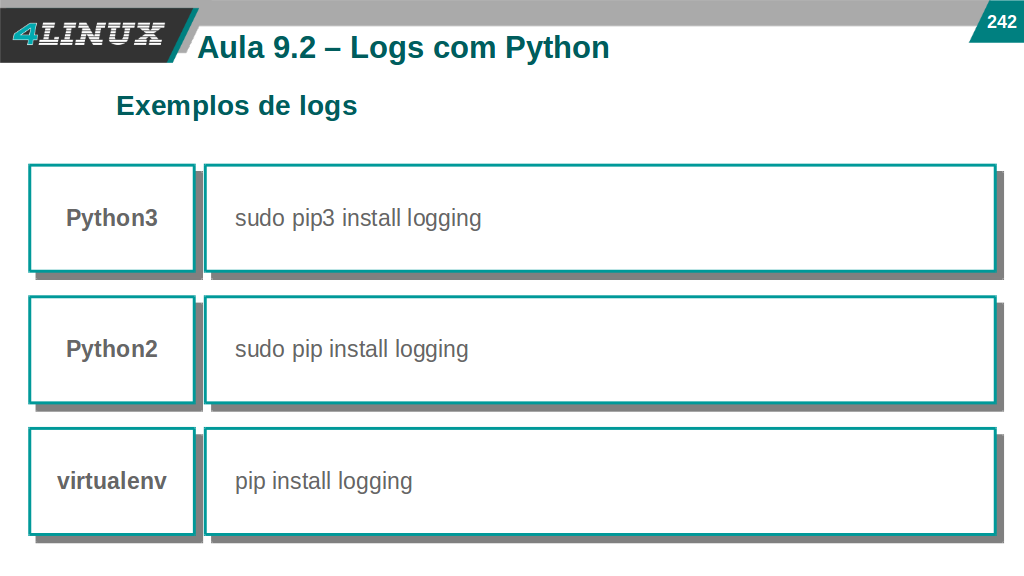 4LINUX
242
Aula 9.2 – Logs com Python
Exemplos de logs
Python3
sudo pip3 install logging
Python2
sudo pip install logging
virtualenv
pip install logging